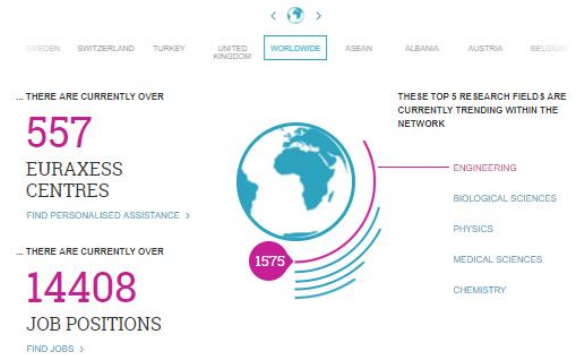 SWEDEN SWITZERLAND TURKEY UNITED KINGDOM WORLDWIDE ASEAN ALBANIA AUSTRIA BELGIUM
... THERE ARE CURRENTLY OVER
557
EURAXESS
CENTRES
FIND PERSONALISED ASSISTANCE >
... THERE ARE CURRENTLY OVER
14408
JOB POSITIONS
FIND JOBS >
1575
THESE TOP 5 RESEARCH FIELDS ARE
CURRENTLY TRENDING WITHIN THE
NETWORK
ENGINEERING
BIOLOGICAL SCIENCES
PHYSICS
MEDICAL SCIENCES
CHEMISTRY